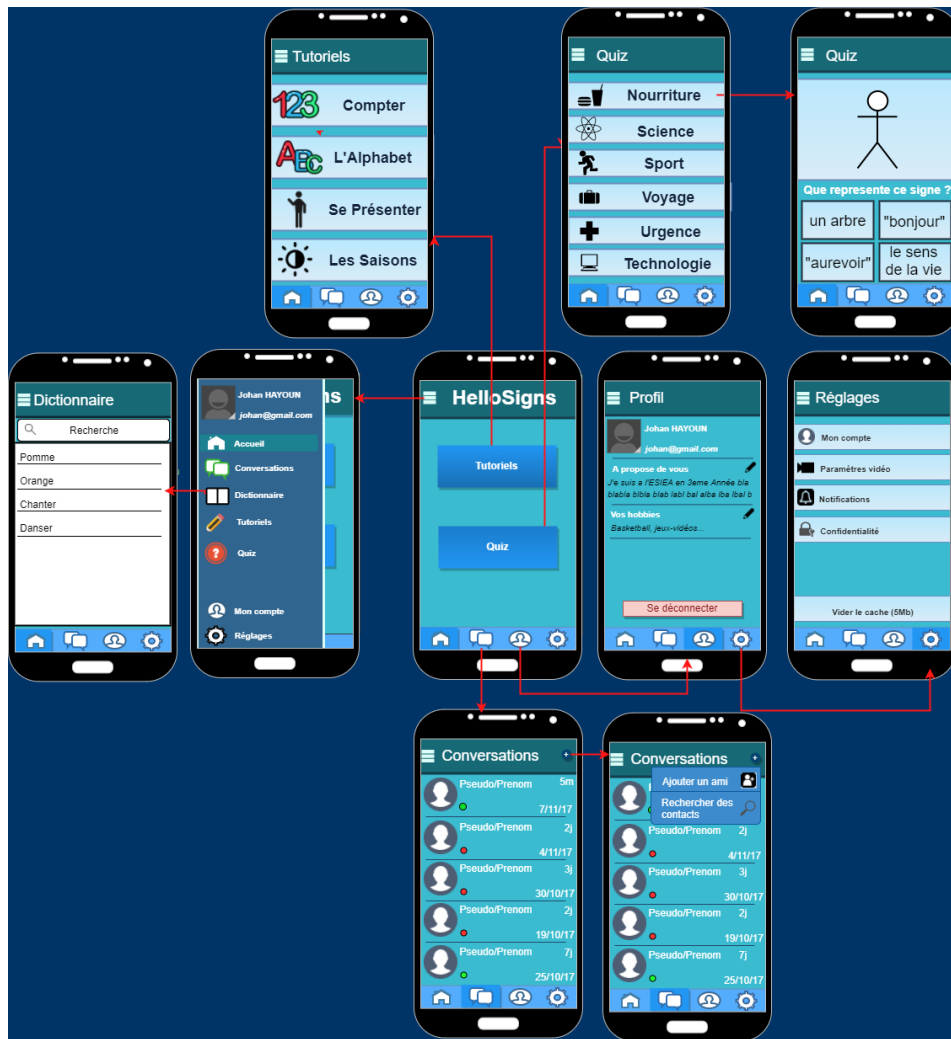 Tutoriels
123 Compter
ABC L'Alphabet
Se Présenter
Les Saisons
Quiz
Nourriture
Science
Sport
Voyage
Urgence
Technologie
Quiz
Que represente ce signe ?
un arbre "bonjour"
"aurevoir" le sens
de la vie
Dictionnaire
Recherche
Pomme
Orange
Chanter
Danser
ns
Johan HAYOUN
johan@gmail.com
Accueil
Conversations
Dictionnaire
Tutoriels
? Quiz
Mon compte
Réglages
HelloSigns
Tutoriels
Quiz
Profil
Johan HAYOUN
johan@gmail.com
A propose de vous
J'e suis a l'ESIEA en 3eme Année bla
blabla blbla blab labl bal alba lba lbal b
Vos hobbies
Basketball, jeux-vidéos...
Se déconnecter
Réglages
Mon compte
Paramètres vidéo
Notifications
Confidentialité
Vider le cache (5Mb)
Conversations +
Pseudo/Prenom 5m
7/11/17
Pseudo/Prenom 2j
4/11/17
Pseudo/Prenom 3j
30/10/17
Pseudo/Prenom 2j
19/10/17
Pseudo/Prenom 7j
25/10/17
Conversations +
Ajouter un ami
Rechercher des
contacts
Pseudo/Prenom 2j
4/11/17
Pseudo/Prenom 3j
30/10/17
Pseudo/Prenom 2j
19/10/17
Pseudo/Prenom 7j
25/10/17